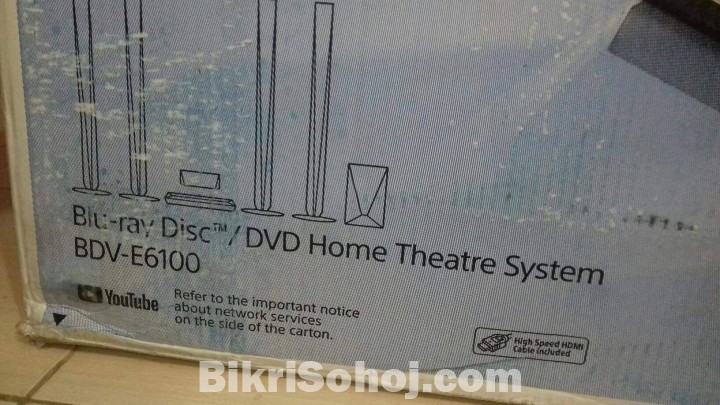 Blu-ray Disc™/ DVD Home Theatre System
BDV-E6100
YouTube
Refer to the important notice
about network services
on the side of the carton.
High Speed HDMI
Cable included
BikriSohoj.com